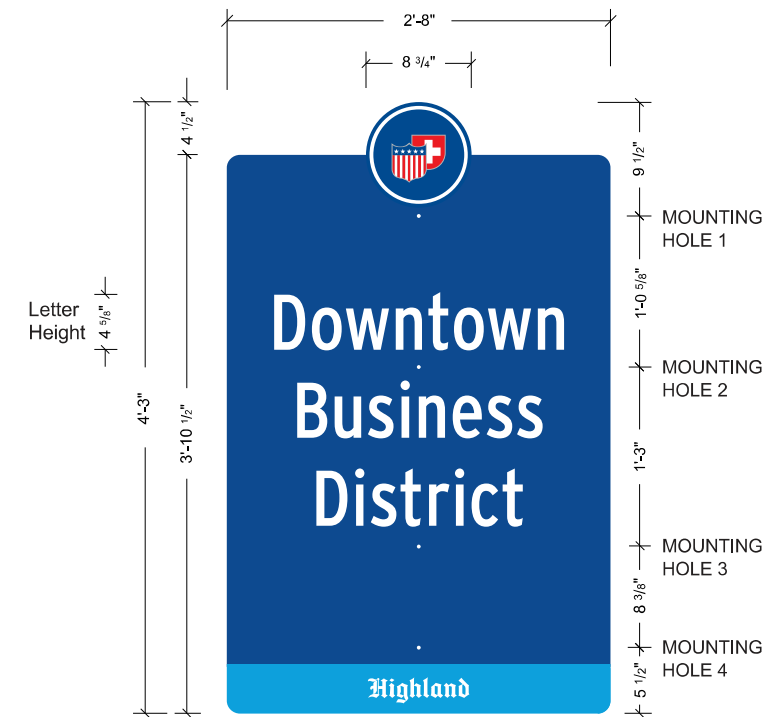 2'-8"
8 3/4"
4 1/2"
9 1/2"
MOUNTING
HOLE 1
1'-0 5/8"
Letter
Height
4 5/8"
Downtown
MOUNTING
HOLE 2
4'-3"
3'-10 1/2"
Business
1'-3"
District
MOUNTING
HOLE 3
8 3/8"
MOUNTING
HOLE 4
5 1/2"
Highland